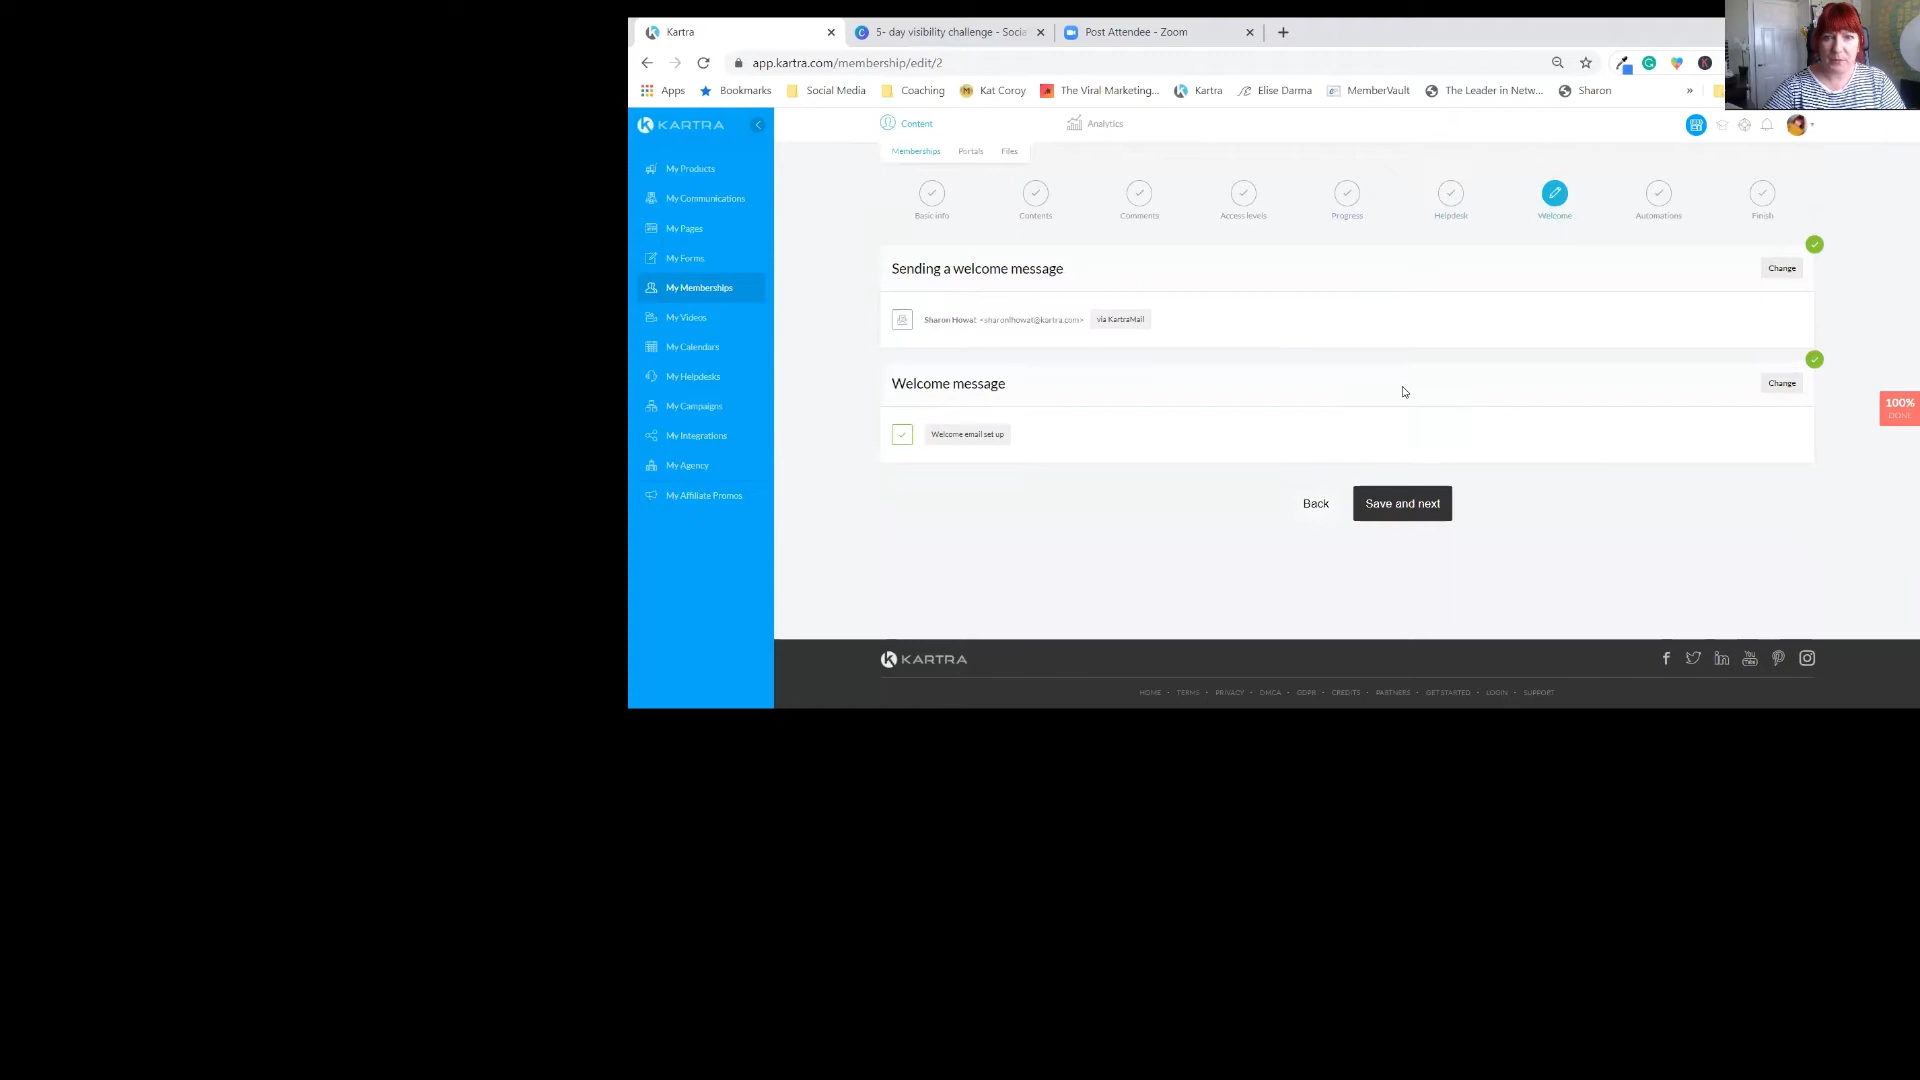 Kartra
5- day visibility challenge - Socia
Post Attendee - Zoom
app.kartra.com/membership/edit/2
Apps
Bookmarks
Social Media
Coaching
Kat Coroy
The Viral Marketing...
Kartra
Elise Darma
MemberVault
The Leader in Netw...
Sharon
»
KARTRA
Content
Analytics
Memberships
Portals
Files
My Products
My Communications
My Pages
My Forms
My Memberships
My Videos
My Calendars
My Helpdesks
My Campaigns
My Integrations
My Agency
My Affiliate Promos
Basic info
Contents
Comments
Access levels
Progress
Helpdesk
Welcome
Automations
Finish
Sending a welcome message
Change
Sharon Howat <sharonlhowat@kartra.com>
via KartraMail
Welcome message
Change
Welcome email set up
100%
DONE
Back
Save and next
KARTRA
HOME • TERMS • PRIVACY • DMCA • GDPR • CREDITS • PARTNERS • GET STARTED • LOGIN • SUPPORT